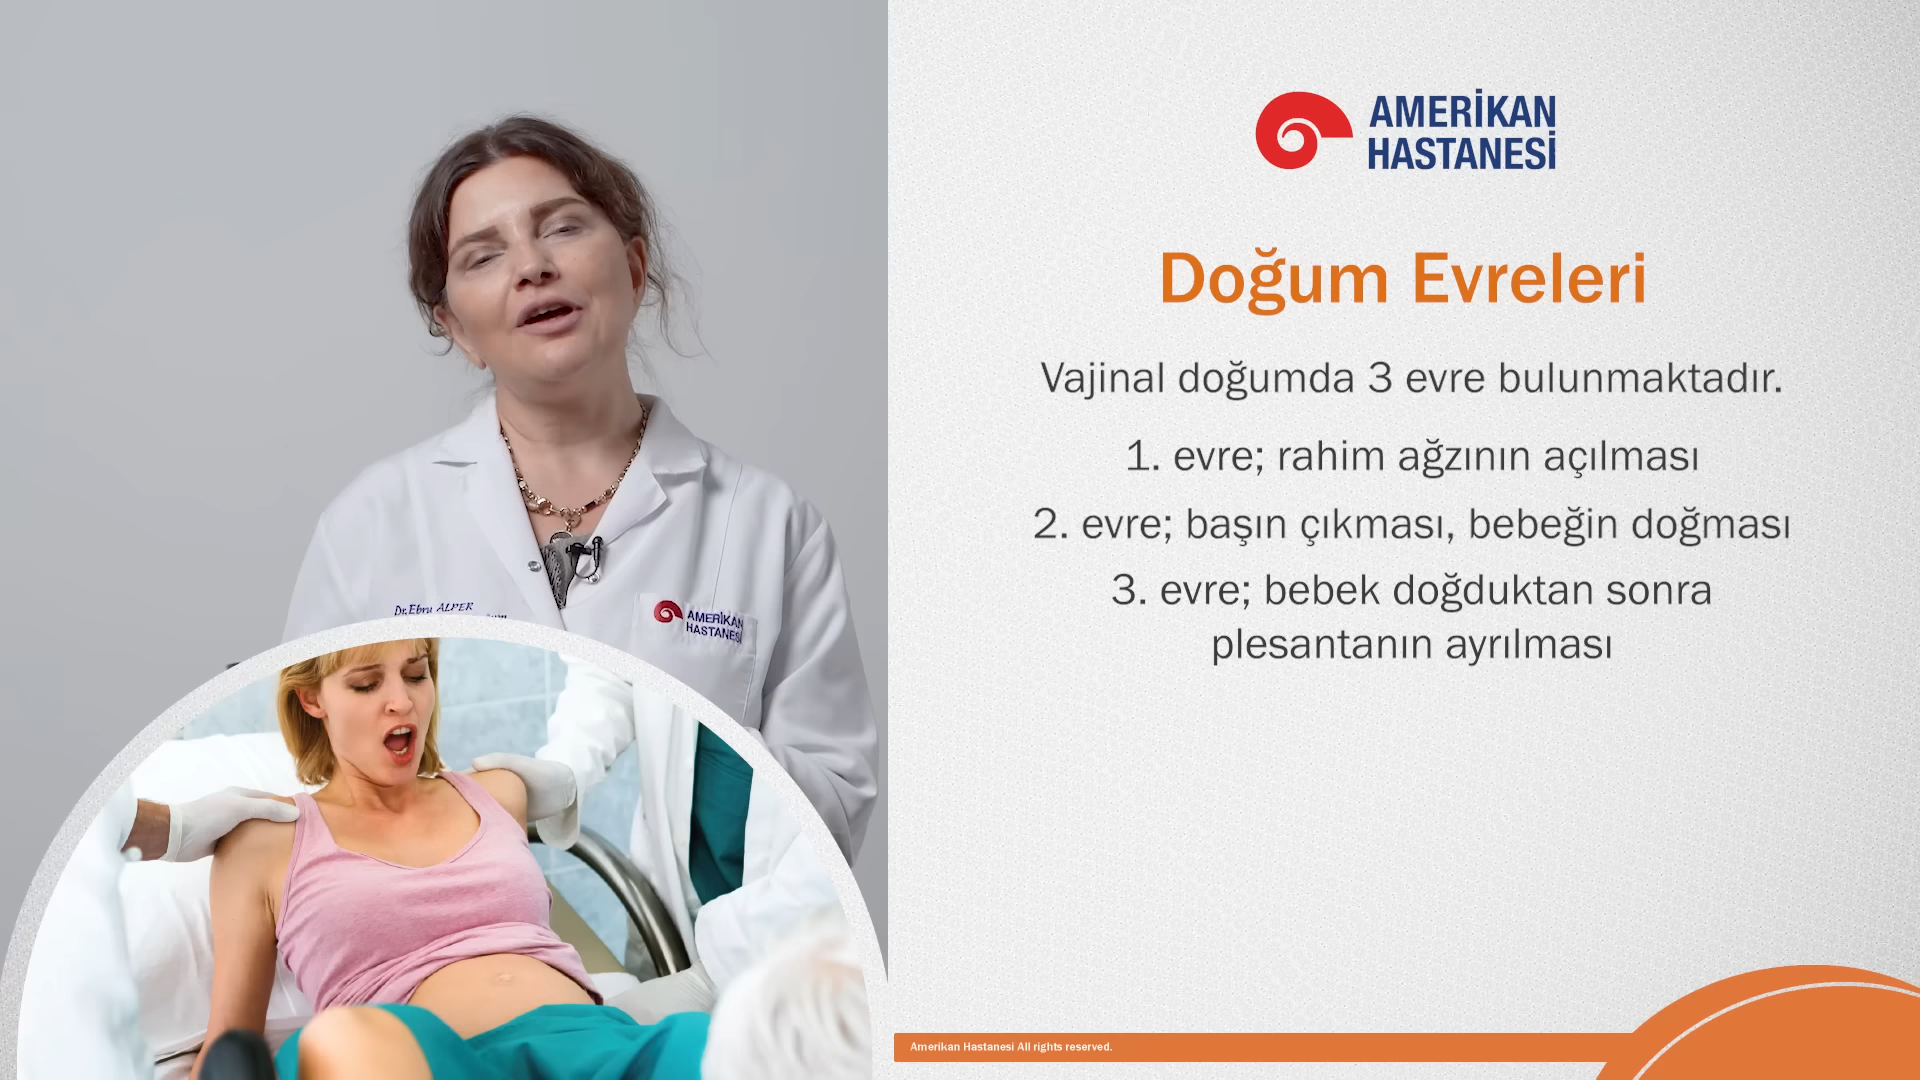 AMERİKAN
HASTANESİ
Doğum Evreleri
Vajinal doğumda 3 evre bulunmaktadır.
1. evre; rahim ağzının açılması
2. evre; başın çıkması, bebeğin doğması
3. evre; bebek doğduktan sonra
plesantanın ayrılması
Dr.Ebru ALPER
AMERİKAN
HASTANESİ
Amerikan Hastanesi All rights reserved.